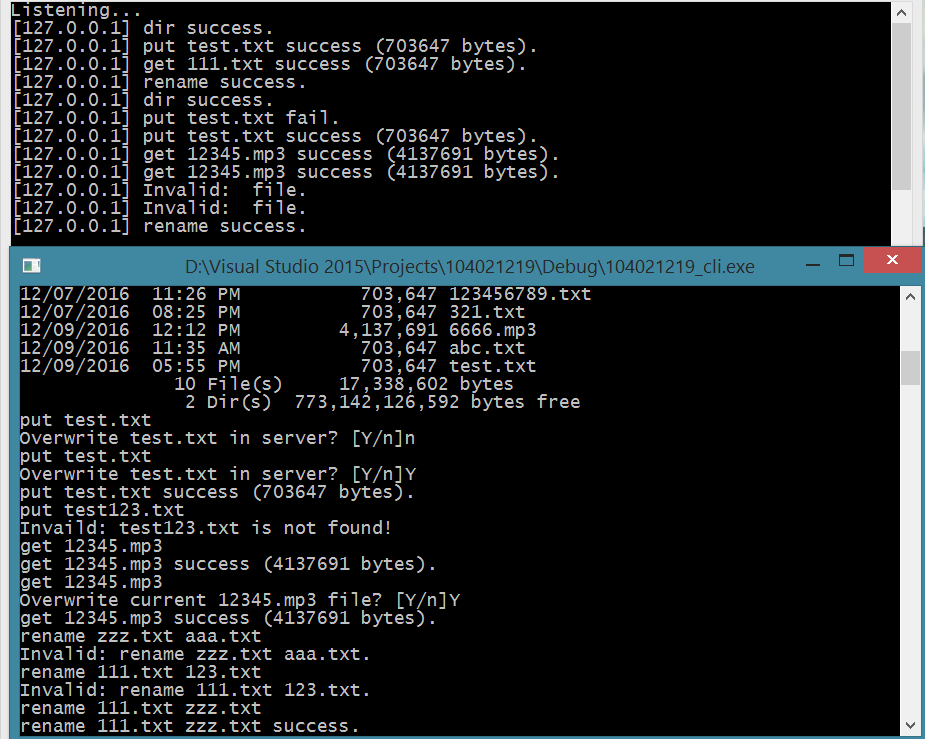 Listening...
[127.0.0.1] dir success.
[127.0.0.1] put test.txt success (703647 bytes).
[127.0.0.1] get 111.txt success (703647 bytes).
[127.0.0.1] rename success.
[127.0.0.1] dir success.
[127.0.0.1] put test.txt fail.
[127.0.0.1] put test.txt success (703647 bytes).
[127.0.0.1] get 12345.mp3 success (4137691 bytes).
[127.0.0.1] get 12345.mp3 success (4137691 bytes).
[127.0.0.1] Invalid:  file.
[127.0.0.1] Invalid:  file.
[127.0.0.1] rename success.
D:\Visual Studio 2015\Projects\104021219\Debug\104021219_cli.exe
12/07/2016  11:26 PM           703,647 123456789.txt
12/07/2016  08:25 PM           703,647 321.txt
12/09/2016  12:12 PM         4,137,691 6666.mp3
12/09/2016  11:35 AM           703,647 abc.txt
12/09/2016  05:55 PM           703,647 test.txt
              10 File(s)     17,338,602 bytes
               2 Dir(s)  773,142,126,592 bytes free
put test.txt
Overwrite test.txt in server? [Y/n]n
put test.txt
Overwrite test.txt in server? [Y/n]Y
put test.txt success (703647 bytes).
put test123.txt
Invaild: test123.txt is not found!
get 12345.mp3
get 12345.mp3 success (4137691 bytes).
get 12345.mp3
Overwrite current 12345.mp3 file? [Y/n]Y
get 12345.mp3 success (4137691 bytes).
rename zzz.txt aaa.txt
Invalid: rename zzz.txt aaa.txt.
rename 111.txt 123.txt
Invalid: rename 111.txt 123.txt.
rename 111.txt zzz.txt
rename 111.txt zzz.txt success.